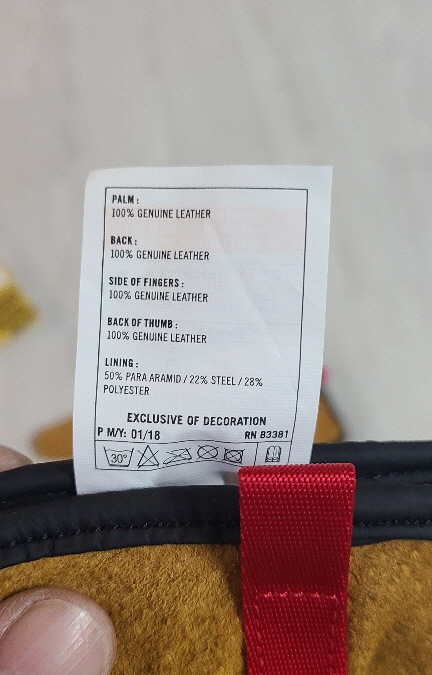 PALM :
100% GENUINE LEATHER
BACK :
100% GENUINE LEATHER
SIDE OF FINGERS :
100% GENUINE LEATHER
BACK OF THUMB :
100% GENUINE LEATHER
LINING :
50% PARA ARAMID / 22% STEEL / 28%
POLYESTER
EXCLUSIVE OF DECORATION
P M/Y: 01/18 RN 83381
30°